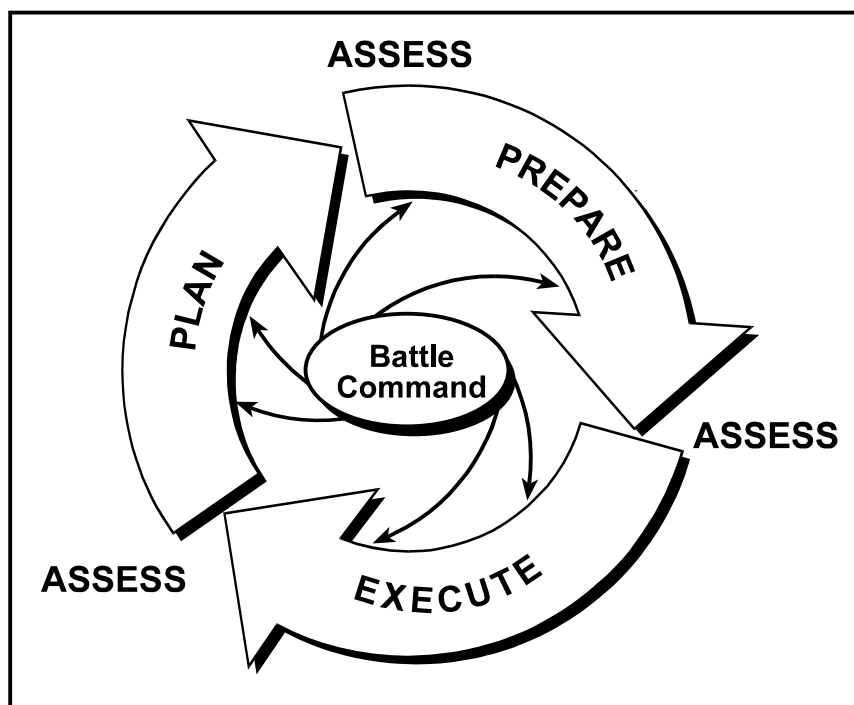 ASSESS
PREPARE
PLAN
Battle
Command
ASSESS
EXECUTE
ASSESS